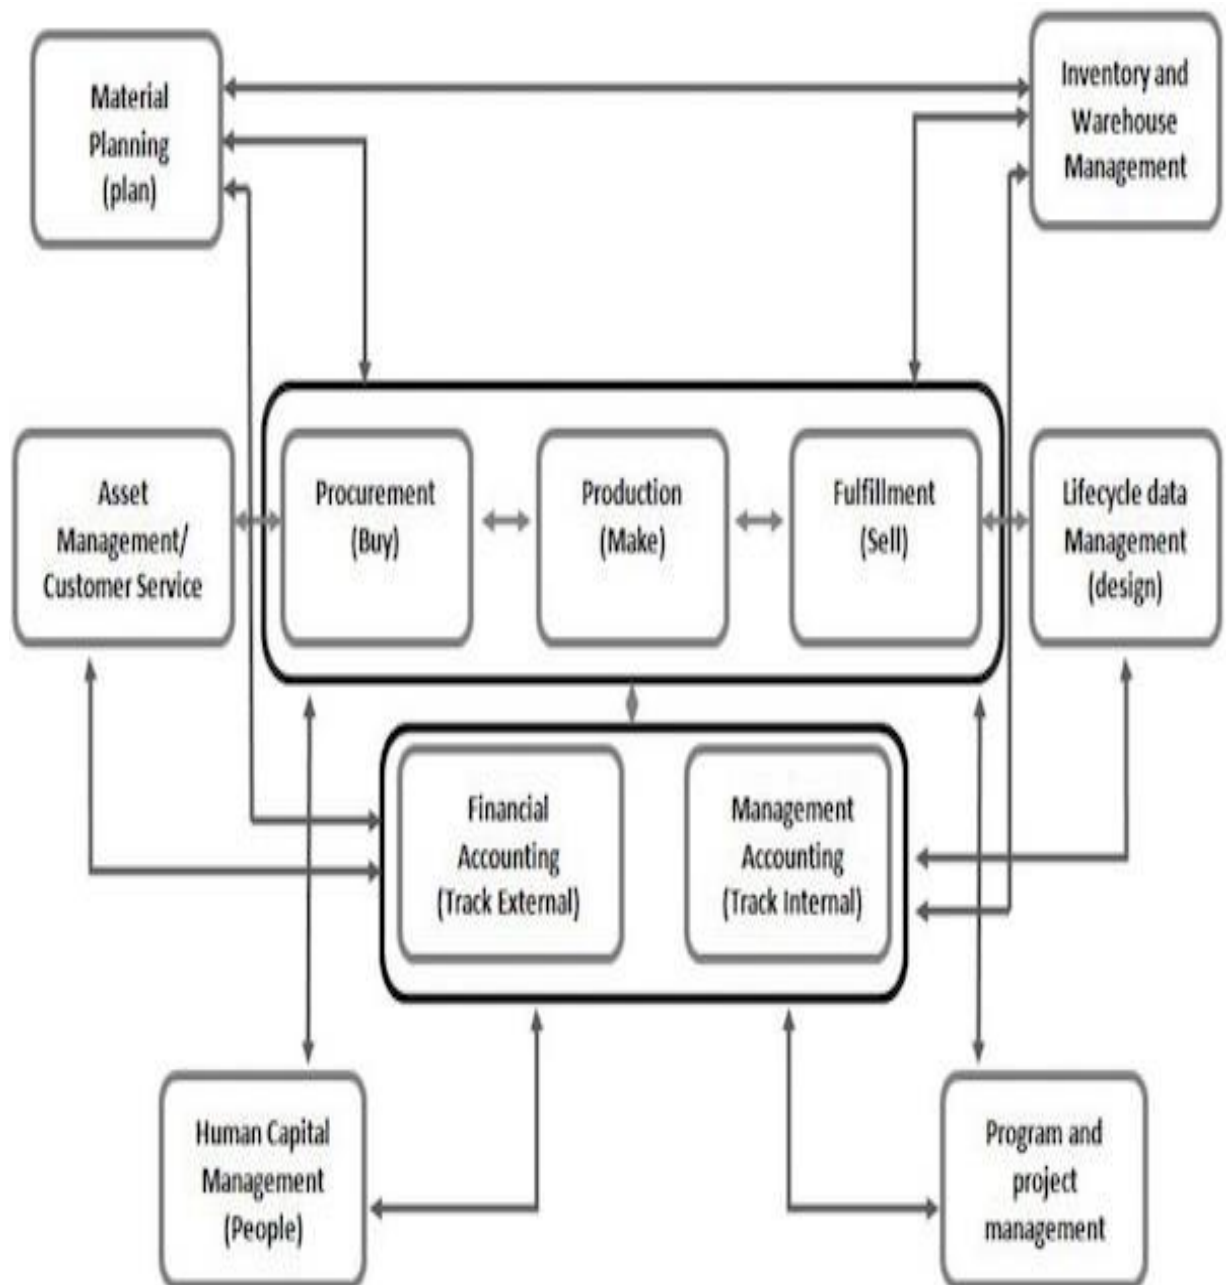 Material
Planning
(plan)
Inventory and
Warehouse
Management
Asset
Management/
Customer Service
Procurement
(Buy)
Production
(Make)
Fulfillment
(Sell)
Lifecycle data
Management
(design)
Financial
Accounting
(Track External)
Management
Accounting
(Track Internal)
Human Capital
Management
(People)
Program and
project
management